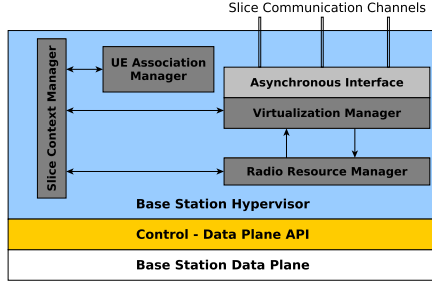 Slice Communication Channels
Slice Context Manager
UE Association
Manager
Asynchronous Interface
Virtualization Manager
Radio Resource Manager
Base Station Hypervisor
Control - Data Plane API
Base Station Data Plane